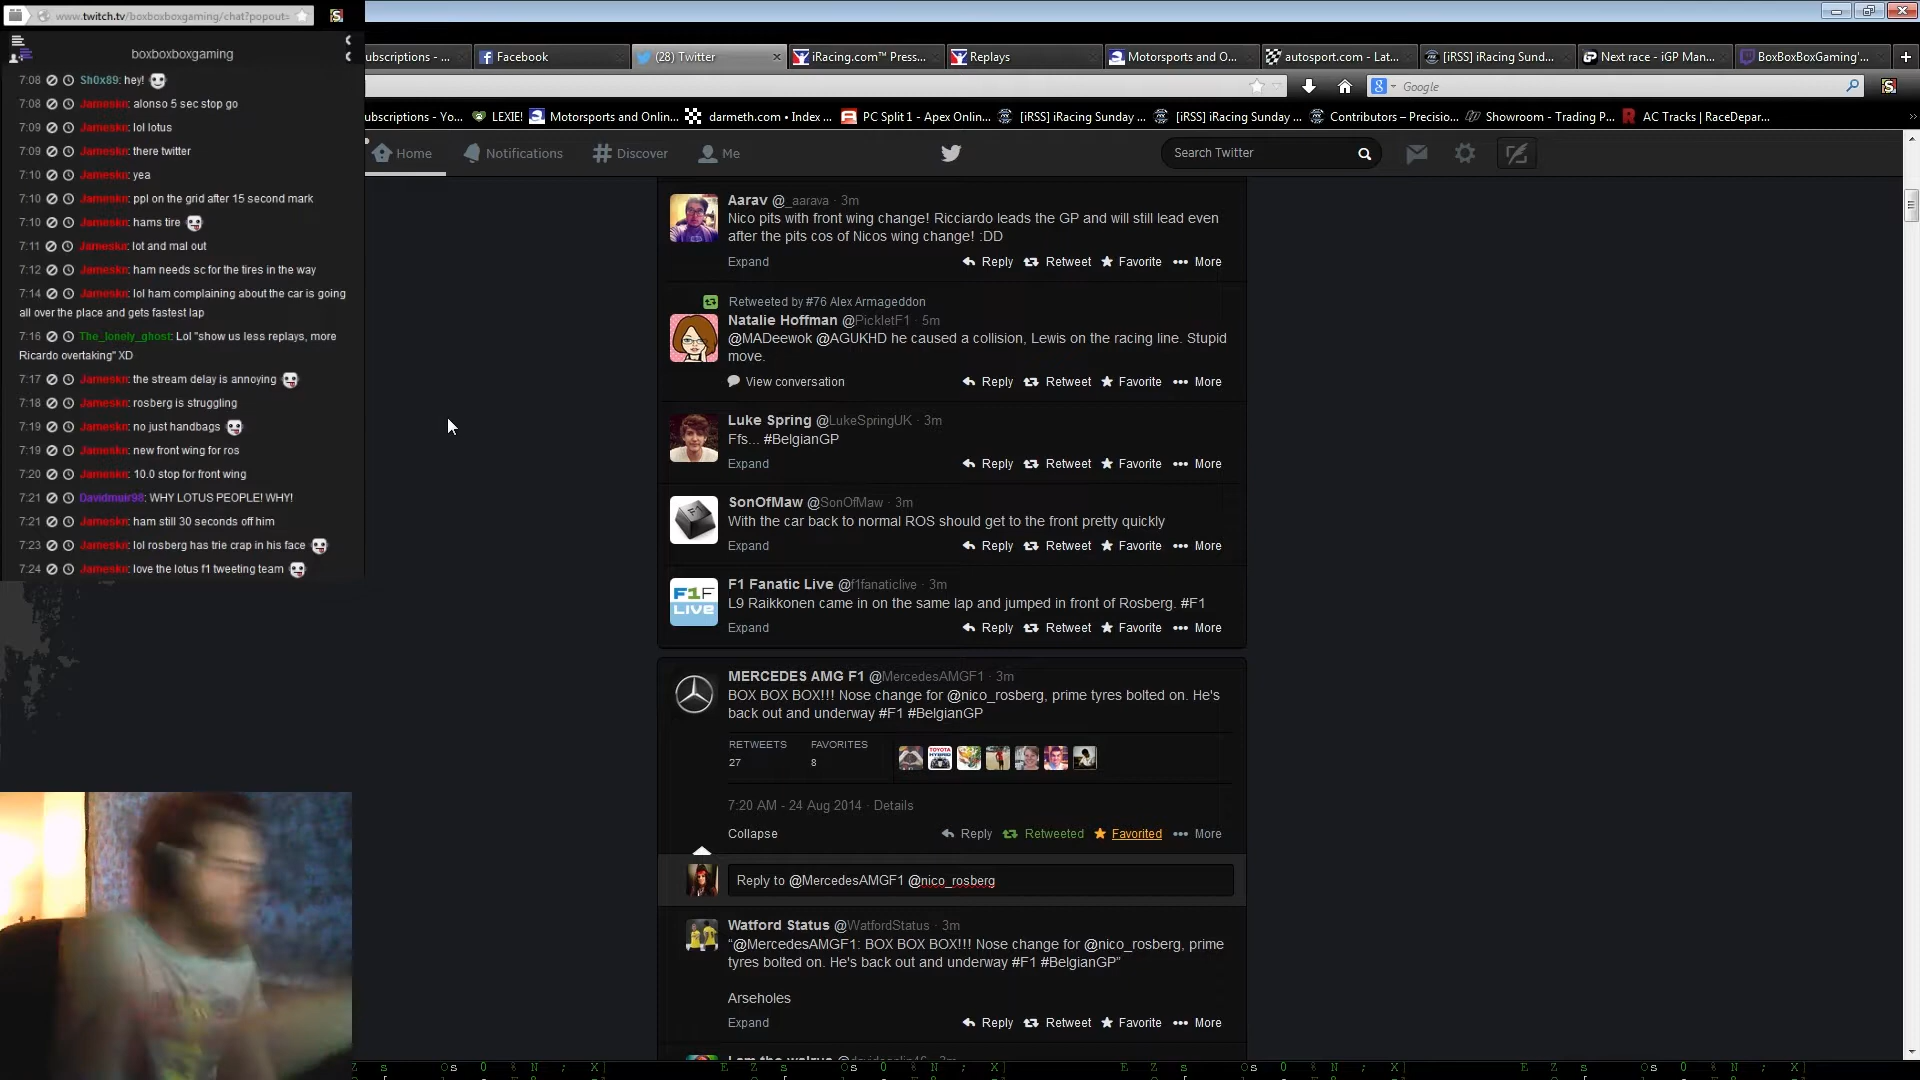 www.twitch.tv/boxboxboxgaming/chat?popout=
boxboxboxgaming
7:08 Sh0x89: hey!
7:08 Jameskn: alonso 5 sec stop go
7:09 Jameskn: lol lotus
7:09 Jameskn: there twitter
7:10 Jameskn: yea
7:10 Jameskn: ppl on the grid after 15 second mark
7:10 Jameskn: hams tire
7:11 Jameskn: lot and mal out
7:12 Jameskn: ham needs sc for the tires in the way
7:14 Jameskn: lol ham complaining about the car is going
all over the place and gets fastest lap
7:16 The_lonely_ghost: Lol "show us less replays, more
Ricardo overtaking" XD
7:17 Jameskn: the stream delay is annoying
7:18 Jameskn: rosberg is struggling
7:19 Jameskn: no just handbags
7:19 Jameskn: new front wing for ros
7:20 Jameskn: 10.0 stop for front wing
7:21 Davidmuir98: WHY LOTUS PEOPLE! WHY!
7:21 Jameskn: ham still 30 seconds off him
7:23 Jameskn: lol rosberg has trie crap in his face
7:24 Jameskn: love the lotus f1 tweeting team
ubscriptions - ... Facebook (28) Twitter iRacing.com™ Press... Replays Motorsports and O... autosport.com - Lat... [iRSS] iRacing Sund... Next race - iGP Man... BoxBoxBoxGaming'...
Google
ubscriptions - Yo... LEXIE! Motorsports and Onlin... darmeth.com • Index ... PC Split 1 - Apex Onlin... [iRSS] iRacing Sunday ... [iRSS] iRacing Sunday ... Contributors – Precisio... Showroom - Trading P... AC Tracks | RaceDepar...
Home Notifications Discover Me Search Twitter
Aarav @_aarava · 3m
Nico pits with front wing change! Ricciardo leads the GP and will still lead even
after the pits cos of Nicos wing change! :DD
Expand Reply Retweet Favorite More
Retweeted by #76 Alex Armageddon
Natalie Hoffman @PickletF1 · 5m
@MADeewok @AGUKHD he caused a collision, Lewis on the racing line. Stupid
move.
View conversation Reply Retweet Favorite More
Luke Spring @LukeSpringUK · 3m
Ffs... #BelgianGP
Expand Reply Retweet Favorite More
SonOfMaw @SonOfMaw · 3m
With the car back to normal ROS should get to the front pretty quickly
Expand Reply Retweet Favorite More
F1F
LIVE
F1 Fanatic Live @f1fanaticlive · 3m
L9 Raikkonen came in on the same lap and jumped in front of Rosberg. #F1
Expand Reply Retweet Favorite More
MERCEDES AMG F1 @MercedesAMGF1 · 3m
BOX BOX BOX!!! Nose change for @nico_rosberg, prime tyres bolted on. He's
back out and underway #F1 #BelgianGP
RETWEETS FAVORITES
27 8
7:20 AM - 24 Aug 2014 · Details
Collapse Reply Retweeted Favorited More
Reply to @MercedesAMGF1 @nico_rosberg
Watford Status @WatfordStatus · 3m
"@MercedesAMGF1: BOX BOX BOX!!! Nose change for @nico_rosberg, prime
tyres bolted on. He's back out and underway #F1 #BelgianGP"
Arseholes
Expand Reply Retweet Favorite More